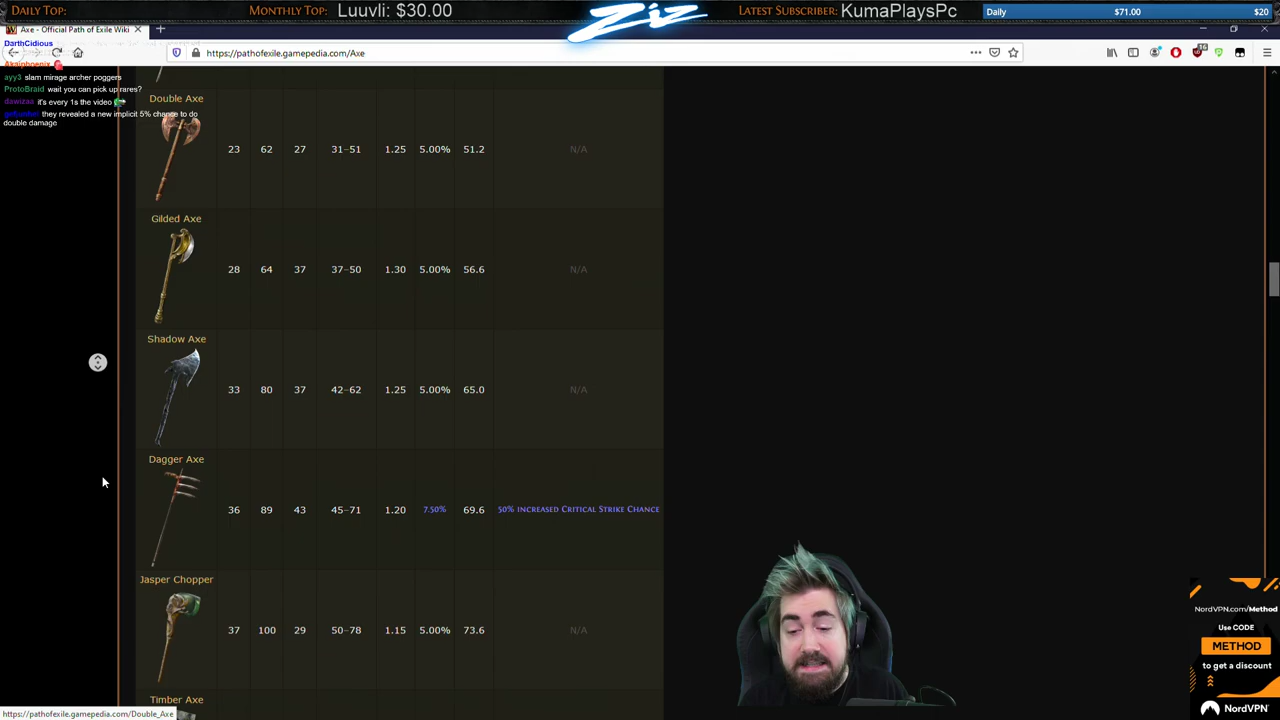 DAILY TOP:
MONTHLY TOP: Luuvli: $30.00
Ziz
LATEST SUBSCRIBER: KumaPlaysPc
Daily $71.00 $20
Axe - Official Path of Exile Wiki
https://pathofexile.gamepedia.com/Axe
16
DarthCidious
Akaiphoenix
ayy3 slam mirage archer poggers
ProtoBraid wait you can pick up rares?
dawizaa it's every 1s the video
they revealed a new implicit 5% chance to do
double damage
Double Axe
23 62 27 31–51 1.25 5.00% 51.2 N/A
Gilded Axe
28 64 37 37–50 1.30 5.00% 56.6 N/A
Shadow Axe
33 80 37 42–62 1.25 5.00% 65.0 N/A
Dagger Axe
36 89 43 45–71 1.20 7.50% 69.6 50% INCREASED CRITICAL STRIKE CHANCE
Jasper Chopper
37 100 29 50–78 1.15 5.00% 73.6 N/A
Timber Axe
https://pathofexile.gamepedia.com/Double_Axe
NordVPN.com/Method
Use CODE
METHOD
to get a discount
NordVPN